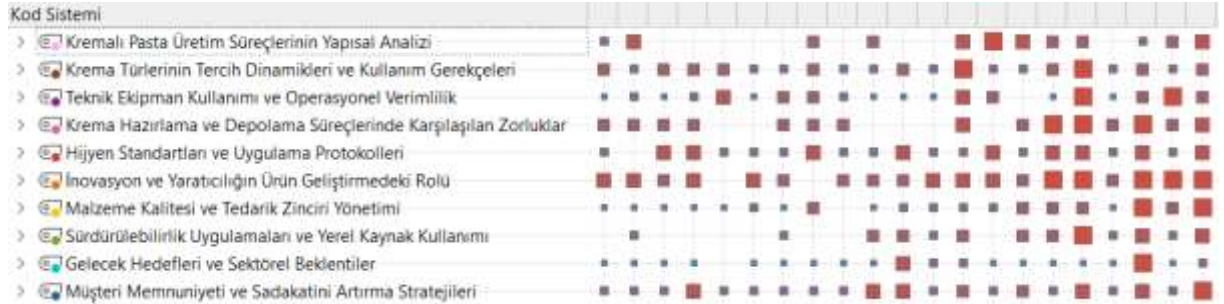 Kod Sistemi
Kremalı Pasta Üretim Süreçlerinin Yapısal Analizi
Krema Türlerinin Tercih Dinamikleri ve Kullanım Gerekçeleri
Teknik Ekipman Kullanımı ve Operasyonel Verimlilik
Krema Hazırlama ve Depolama Süreçlerinde Karşılaşılan Zorluklar
Hijyen Standartları ve Uygulama Protokolleri
İnovasyon ve Yaratıcılığın Ürün Geliştirmedeki Rolü
Malzeme Kalitesi ve Tedarik Zinciri Yönetimi
Sürdürülebilirlik Uygulamaları ve Yerel Kaynak Kullanımı
Gelecek Hedefleri ve Sektörel Beklentiler
Müşteri Memnuniyeti ve Sadakatini Artırma Stratejileri